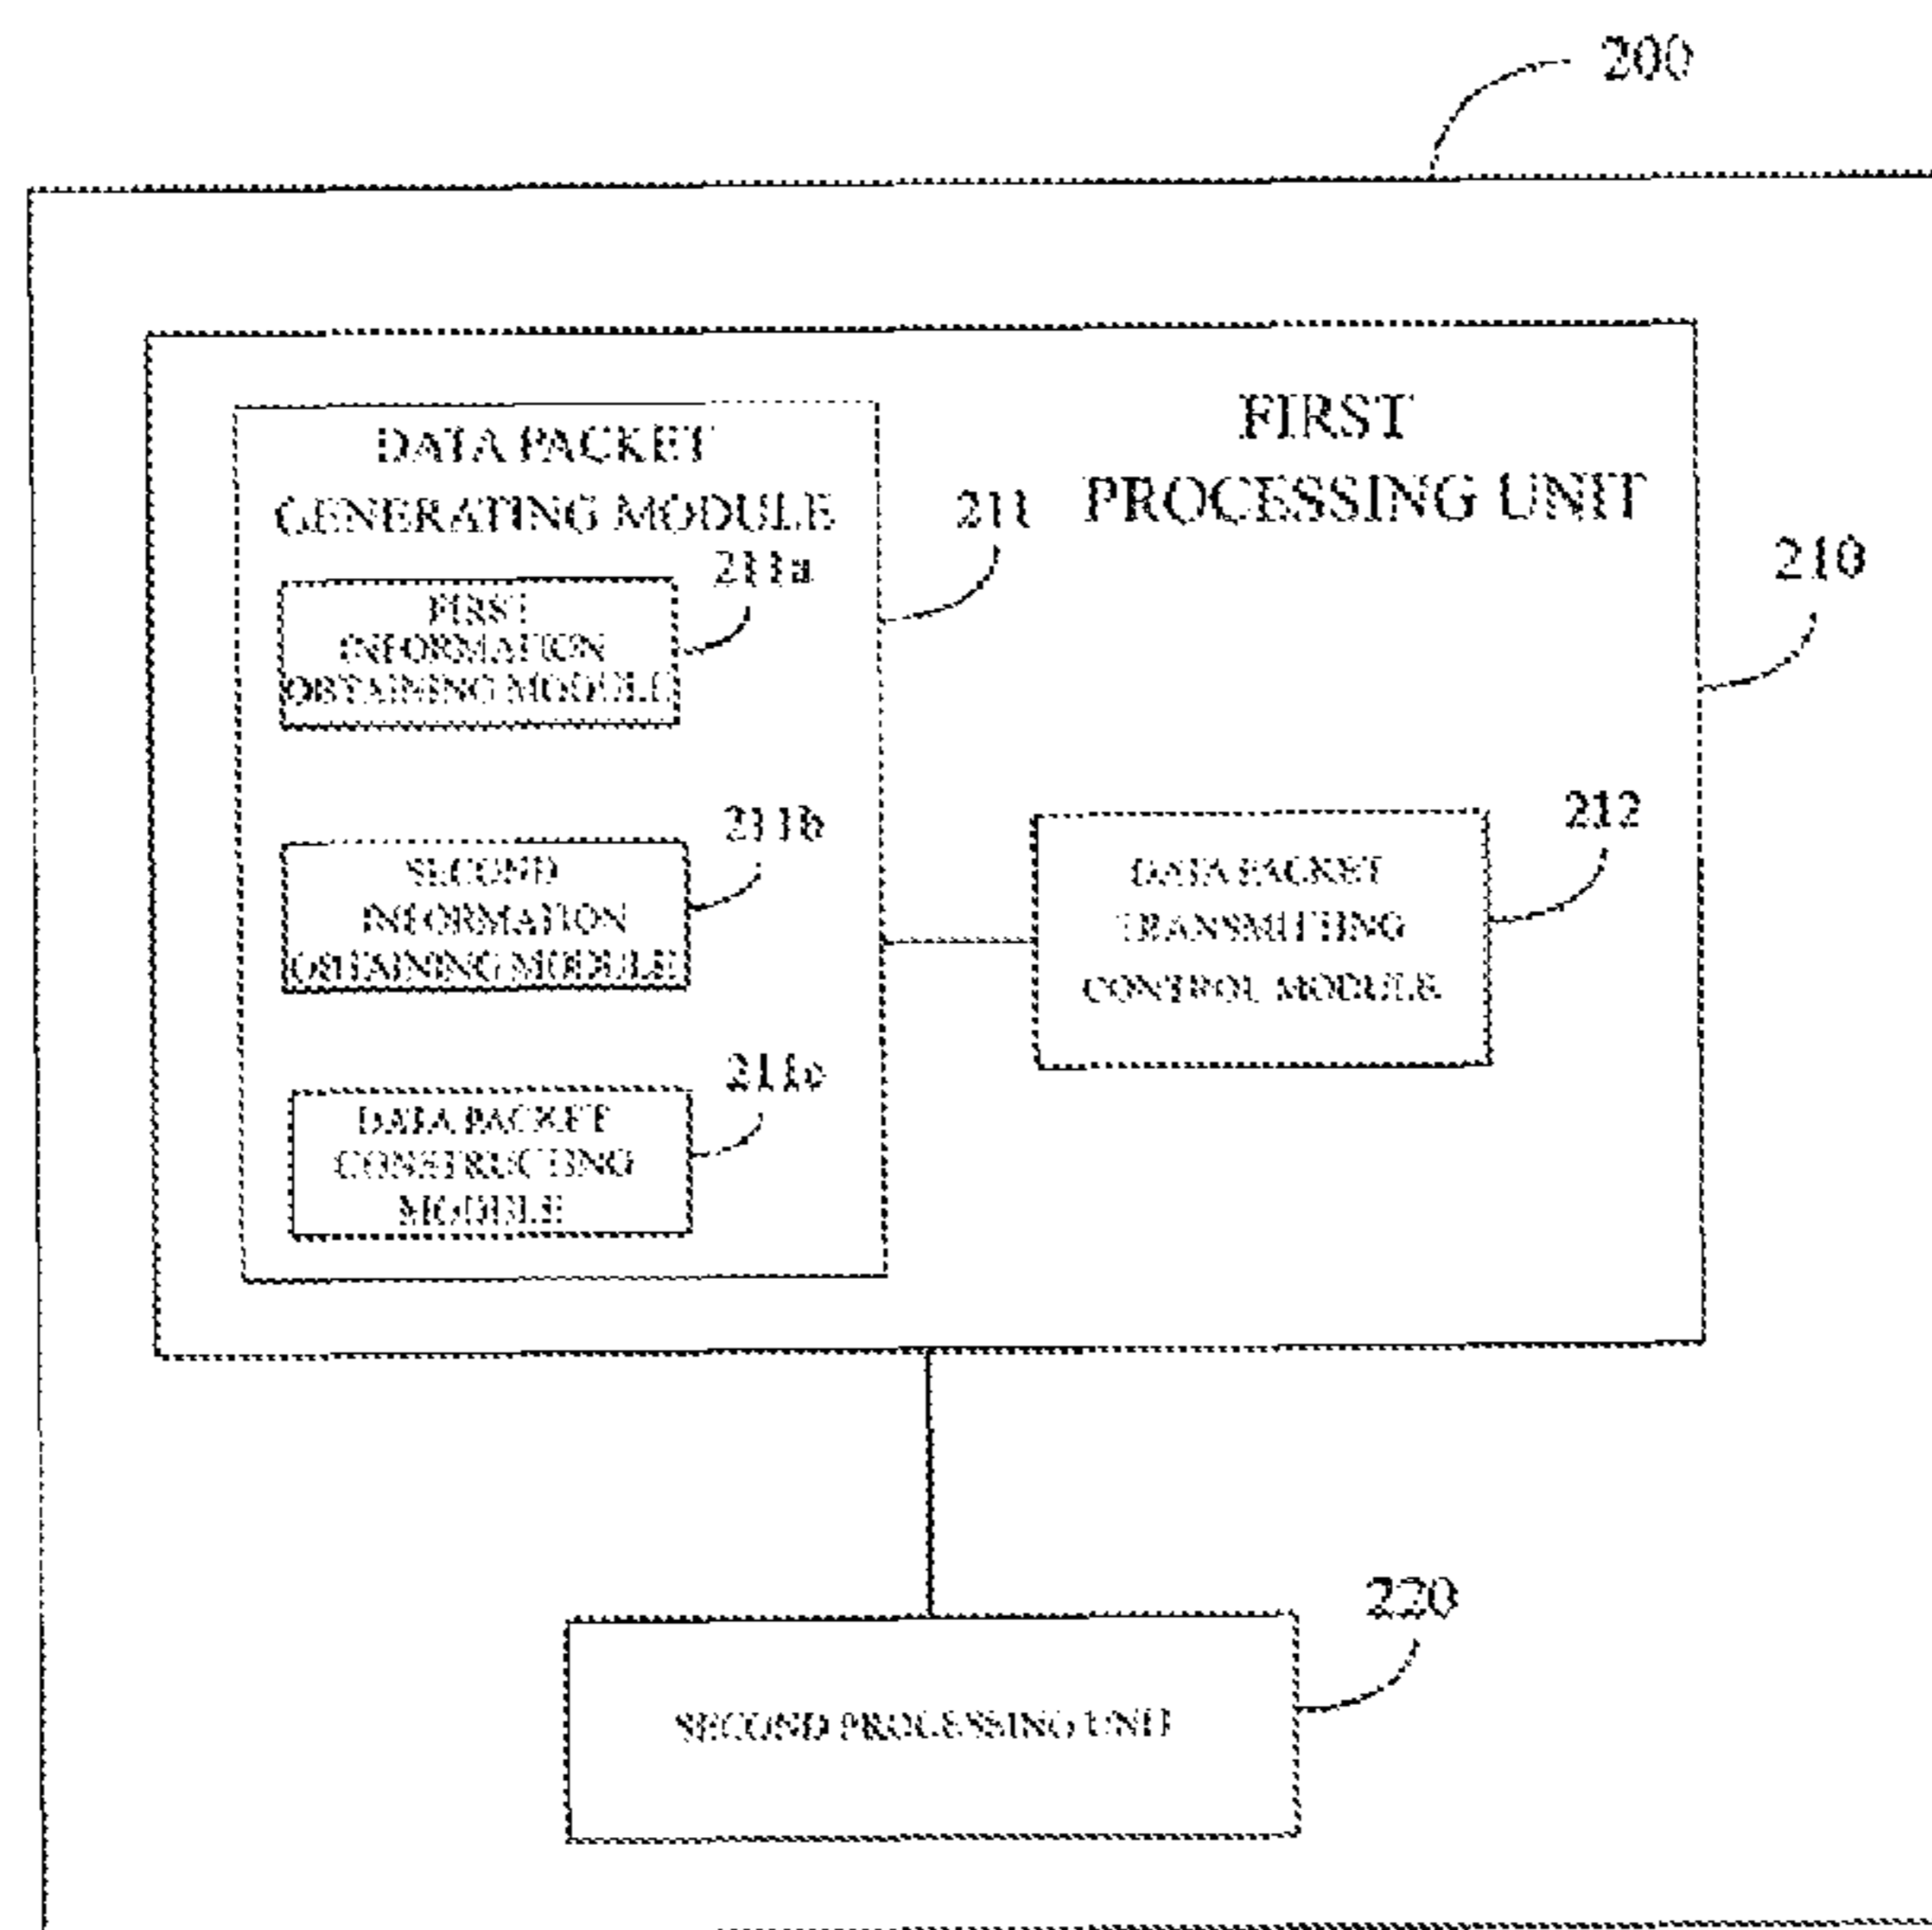 200
DATA PACKET
GENERATING MODULE
FIRST
PROCESSING UNIT
211
210
211a
FIRST
INFORMATION
OBTAINING MODULE
211b
SECOND
INFORMATION
OBTAINING MODULE
212
DATA PACKET
TRANSMITTING
CONTROL MODULE
211c
DATA PACKET
CONSTRUCTING
MODULE
220
SECOND PROCESSING UNIT